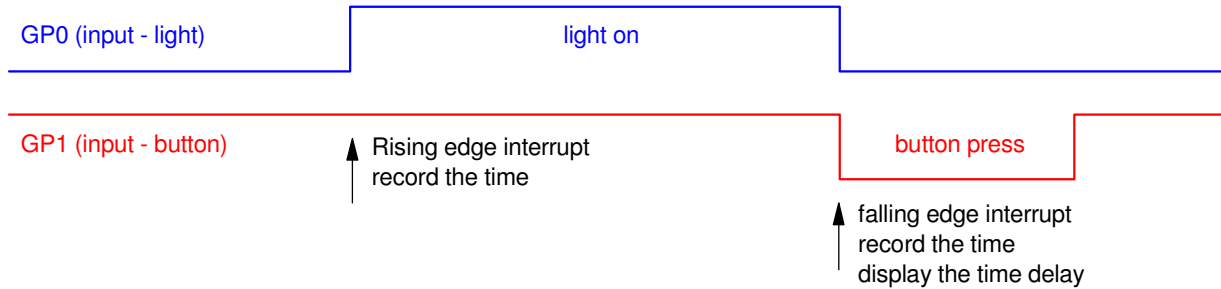 GP0 (input - light)
light on
GP1 (input - button)
Rising edge interrupt
record the time
button press
falling edge interrupt
record the time
display the time delay